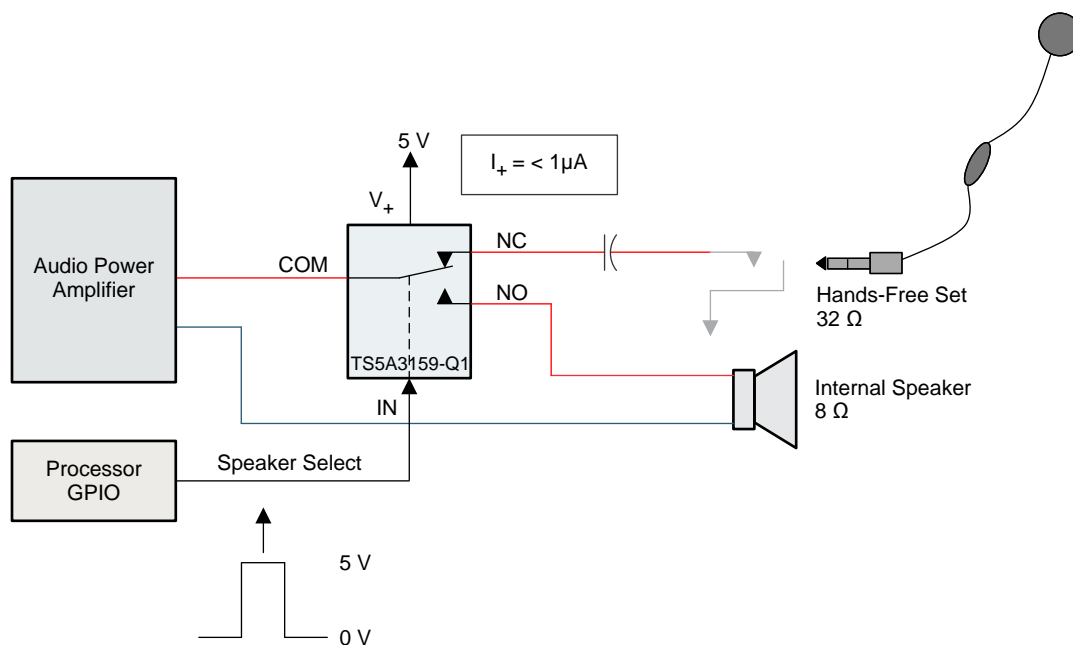 5 V
I+ = < 1µA
V+
Audio Power
Amplifier
COM
NC
NO
TS5A3159-Q1
IN
Hands-Free Set
32 Ω
Internal Speaker
8 Ω
Processor
GPIO
Speaker Select
5 V
0 V